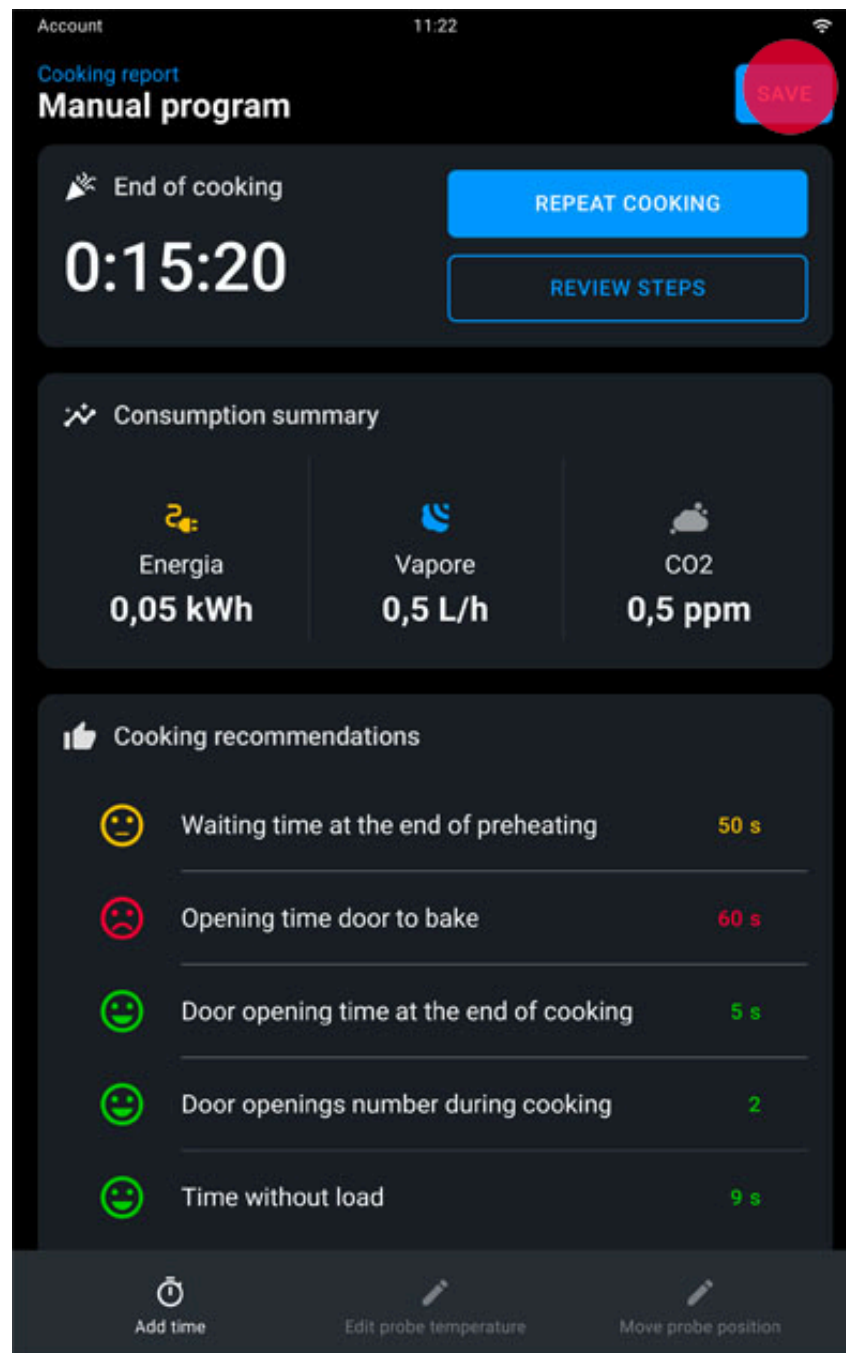 Account 11:22
Cooking report
Manual program
SAVE
End of cooking
0:15:20
REPEAT COOKING
REVIEW STEPS
Consumption summary
Energia Vapore CO2
0,05 kWh 0,5 L/h 0,5 ppm
Cooking recommendations
Waiting time at the end of preheating 50 s
Opening time door to bake 60 s
Door opening time at the end of cooking 5 s
Door openings number during cooking 2
Time without load 9 s
Add time Edit probe temperature Move probe position